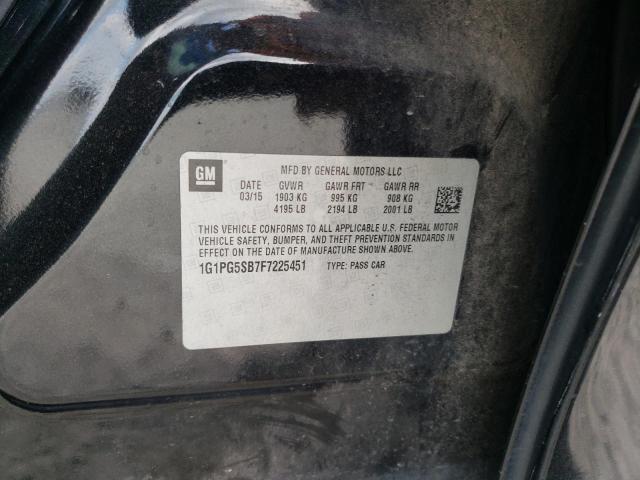 GM
MFD BY GENERAL MOTORS LLC
DATE GVWR GAWR FRT GAWR RR
03/15 1903 KG 995 KG 908 KG
4195 LB 2194 LB 2001 LB
THIS VEHICLE CONFORMS TO ALL APPLICABLE U.S. FEDERAL MOTOR
VEHICLE SAFETY, BUMPER, AND THEFT PREVENTION STANDARDS IN
EFFECT ON THE DATE OF MANUFACTURE SHOWN ABOVE.
1G1PG5SB7F7225451 TYPE: PASS CAR